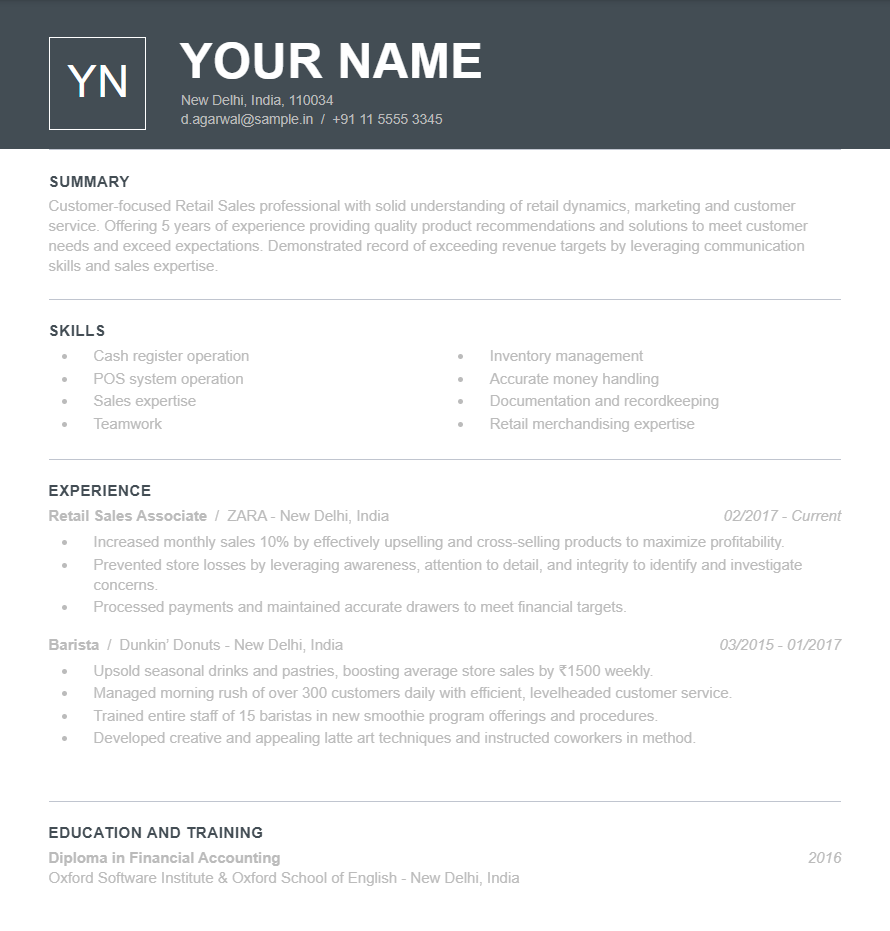 YN
YOUR NAME
New Delhi, India, 110034
d.agarwal@sample.in / +91 11 5555 3345
SUMMARY
Customer-focused Retail Sales professional with solid understanding of retail dynamics, marketing and customer
service. Offering 5 years of experience providing quality product recommendations and solutions to meet customer
needs and exceed expectations. Demonstrated record of exceeding revenue targets by leveraging communication
skills and sales expertise.
SKILLS
• Cash register operation
• POS system operation
• Sales expertise
• Teamwork
• Inventory management
• Accurate money handling
• Documentation and recordkeeping
• Retail merchandising expertise
EXPERIENCE
Retail Sales Associate / ZARA - New Delhi, India 02/2017 - Current
• Increased monthly sales 10% by effectively upselling and cross-selling products to maximize profitability.
• Prevented store losses by leveraging awareness, attention to detail, and integrity to identify and investigate
concerns.
• Processed payments and maintained accurate drawers to meet financial targets.
Barista / Dunkin’ Donuts - New Delhi, India 03/2015 - 01/2017
• Upsold seasonal drinks and pastries, boosting average store sales by ₹1500 weekly.
• Managed morning rush of over 300 customers daily with efficient, levelheaded customer service.
• Trained entire staff of 15 baristas in new smoothie program offerings and procedures.
• Developed creative and appealing latte art techniques and instructed coworkers in method.
EDUCATION AND TRAINING
Diploma in Financial Accounting 2016
Oxford Software Institute & Oxford School of English - New Delhi, India